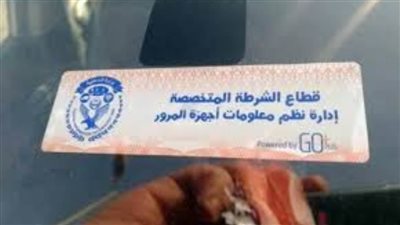 قطاع الشرطة المتخصصة
إدارة نظم معلومات أجهزة المرور
Powered by GO+